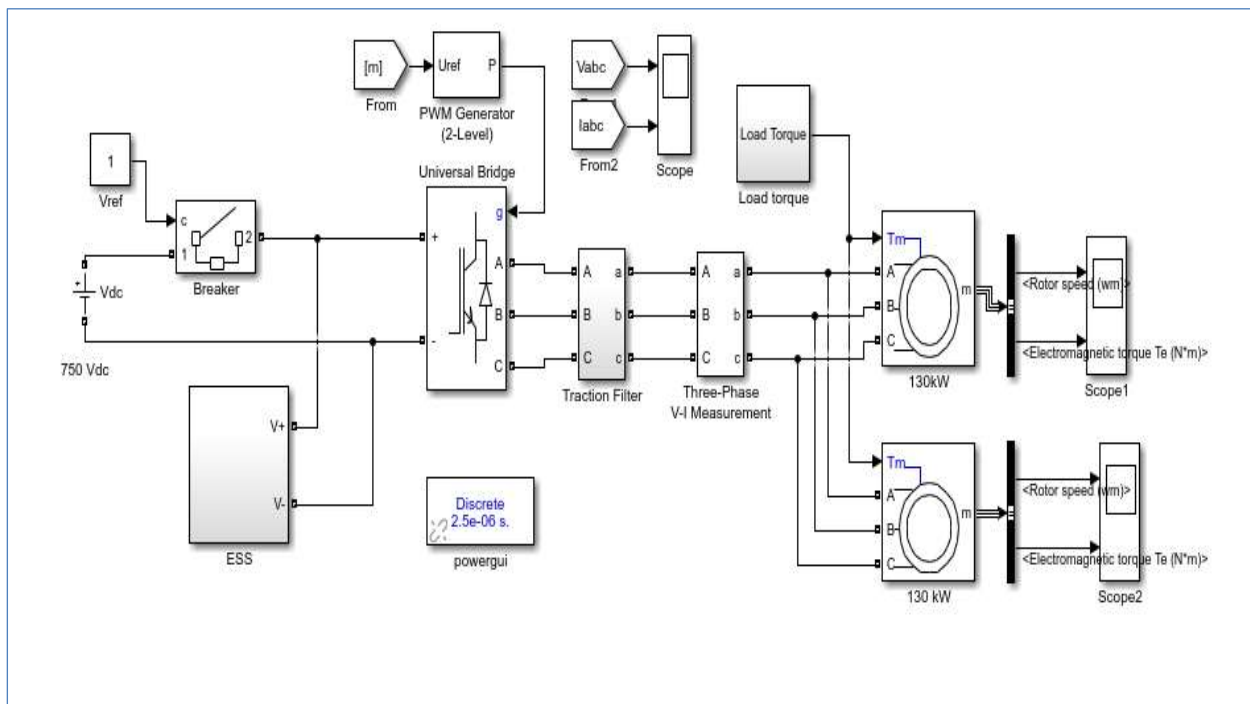 [m]
From
Uref
P
PWM Generator
(2-Level)
Vabc
Iabc
From2
Scope
Load Torque
Load torque
1
Vref
c
1
2
Breaker
+
Vdc
750 Vdc
Universal Bridge
g
+
-
A
B
C
A
B
C
a
b
c
Traction Filter
A
B
C
a
b
c
Three-Phase
V-I Measurement
Tm
A
B
C
m
130kW
<Rotor speed (wm)>
<Electromagnetic torque Te (N*m)>
Scope1
V+
V-
ESS
Discrete
2.5e-06 s.
powergui
Tm
A
B
C
m
130 kW
<Rotor speed (wm)>
<Electromagnetic torque Te (N*m)>
Scope2